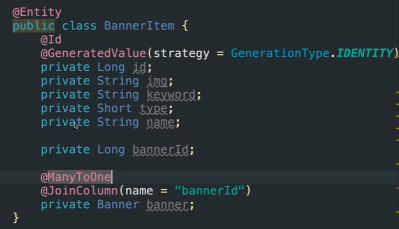 @Entity
public class BannerItem {
@Id
@GeneratedValue(strategy = GenerationType.IDENTITY)
private Long id;
private String img;
private String keyword;
private Short type;
private String name;
private Long bannerId;
@ManyToOne
@JoinColumn(name = "bannerId")
private Banner banner;
}